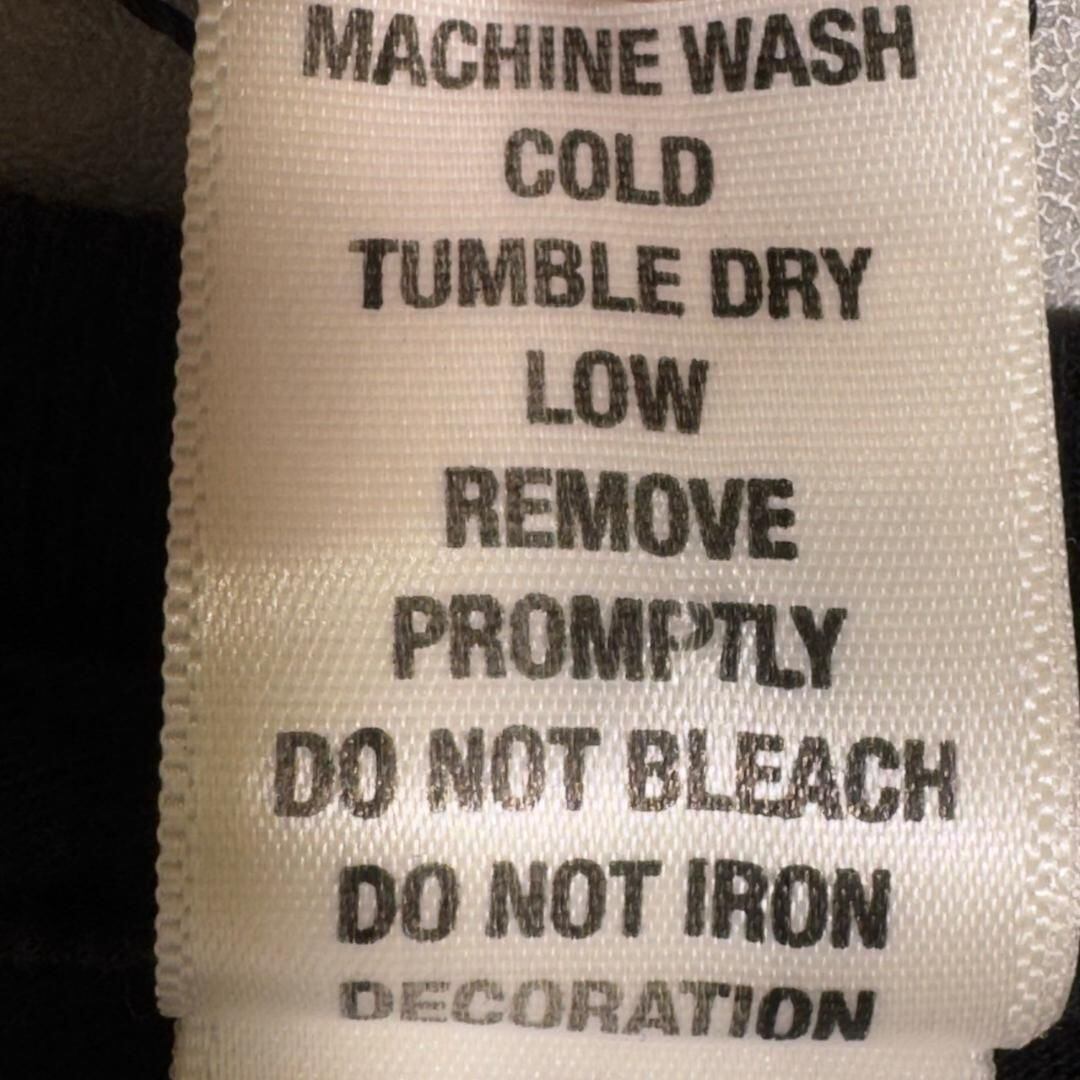 MACHINE WASH
COLD
TUMBLE DRY
LOW
REMOVE
PROMPTLY
DO NOT BLEACH
DO NOT IRON
DECORATION